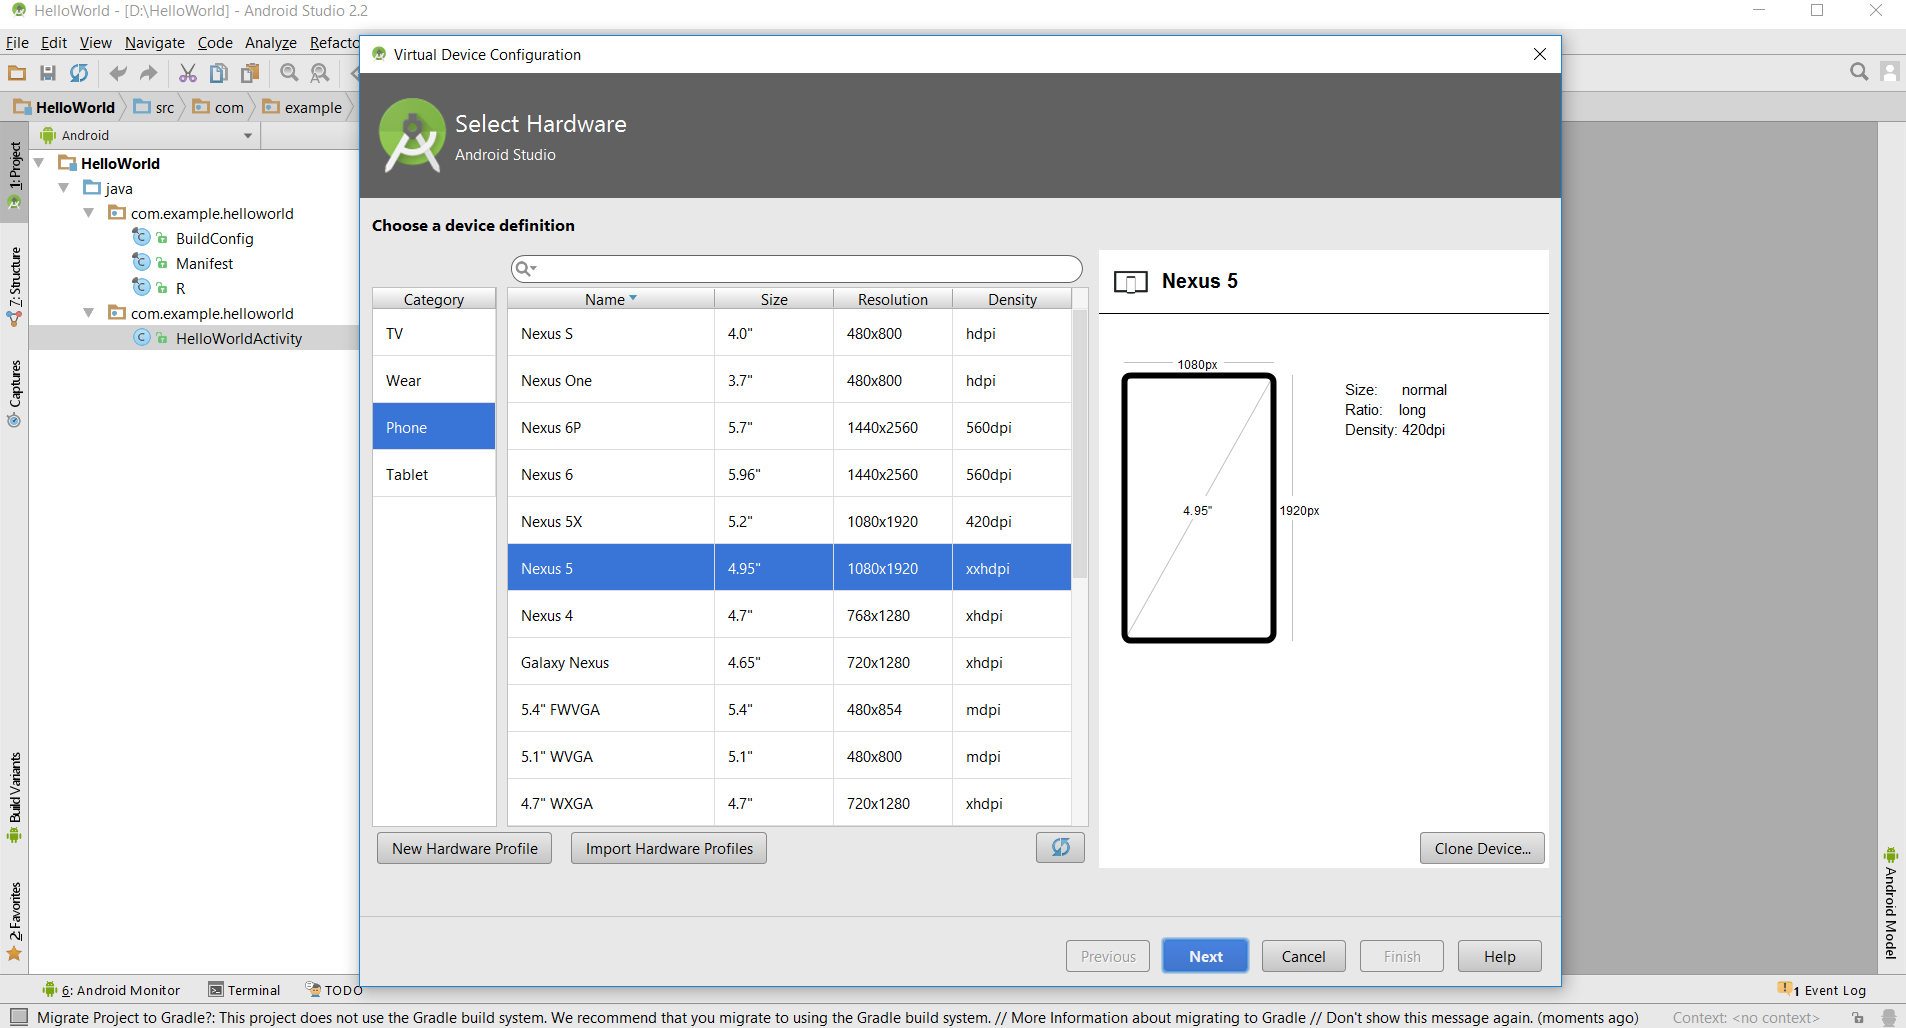 HelloWorld - [D:\HelloWorld] - Android Studio 2.2
File Edit View Navigate Code Analyze Refacto
HelloWorld src com example
Android
1: Project
7: Structure
Captures
Build Variants
2: Favorites
HelloWorld
java
com.example.helloworld
BuildConfig
Manifest
R
com.example.helloworld
HelloWorldActivity
Virtual Device Configuration
Select Hardware
Android Studio
Choose a device definition
Category Name Size Resolution Density
TV
Wear
Phone
Tablet
Nexus S 4.0" 480x800 hdpi
Nexus One 3.7" 480x800 hdpi
Nexus 6P 5.7" 1440x2560 560dpi
Nexus 6 5.96" 1440x2560 560dpi
Nexus 5X 5.2" 1080x1920 420dpi
Nexus 5 4.95" 1080x1920 xxhdpi
Nexus 4 4.7" 768x1280 xhdpi
Galaxy Nexus 4.65" 720x1280 xhdpi
5.4" FWVGA 5.4" 480x854 mdpi
5.1" WVGA 5.1" 480x800 mdpi
4.7" WXGA 4.7" 720x1280 xhdpi
New Hardware Profile Import Hardware Profiles
Nexus 5
1080px
Size: normal
Ratio: long
Density: 420dpi
4.95" 1920px
Clone Device...
Previous Next Cancel Finish Help
Android Model
6: Android Monitor Terminal TODO 1 Event Log
Migrate Project to Gradle?: This project does not use the Gradle build system. We recommend that you migrate to using the Gradle build system. // More Information about migrating to Gradle // Don't show this message again. (moments ago) Context: <no context>